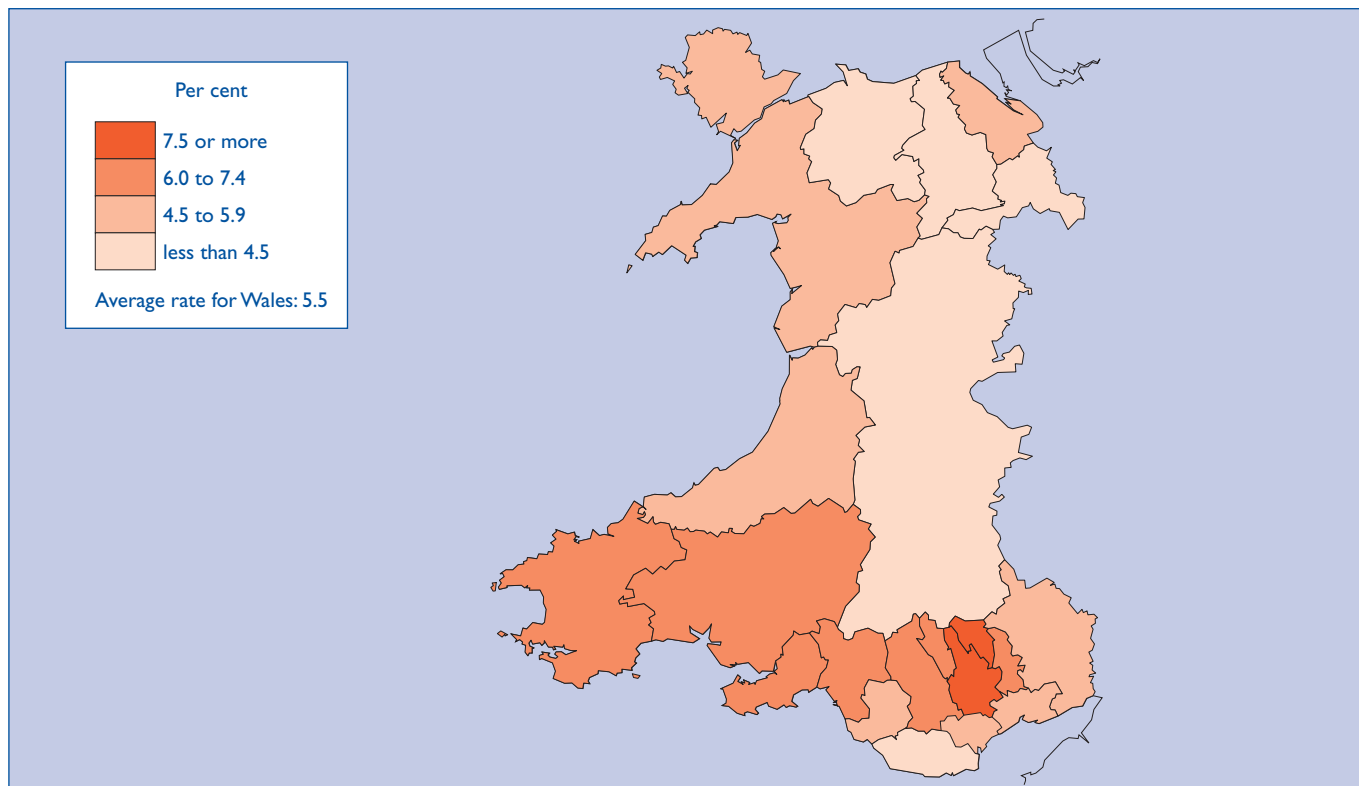 Per cent
7.5 or more
6.0 to 7.4
4.5 to 5.9
less than 4.5
Average rate for Wales: 5.5